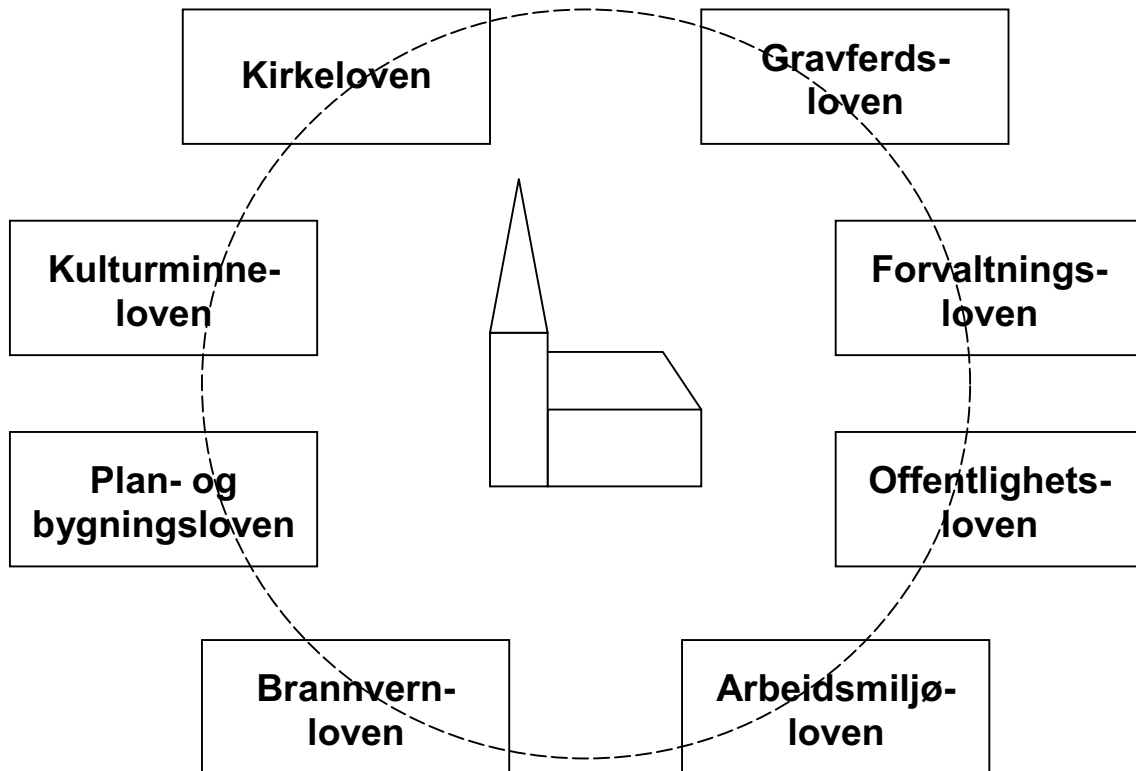 Kirkeloven
Gravferds-
loven
Kulturminne-
loven
Forvaltnings-
loven
Plan- og
bygningsloven
Offentlighets-
loven
Brannvern-
loven
Arbeidsmiljø-
loven